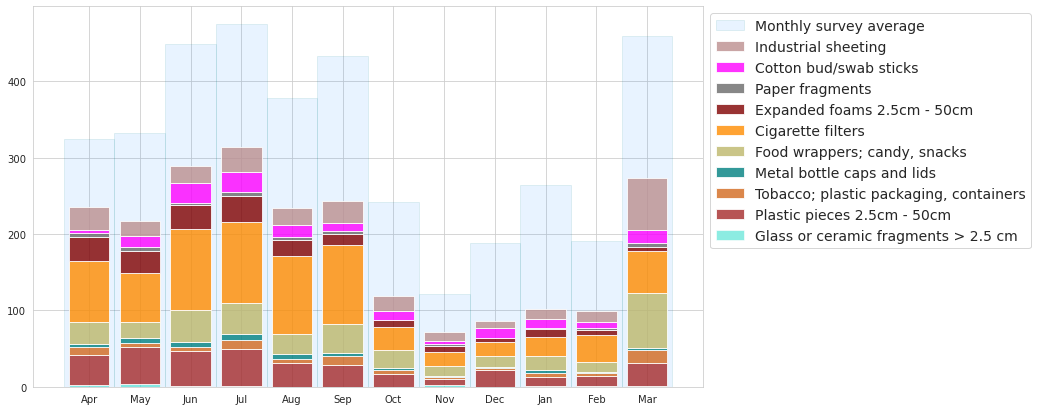 Monthly survey average
Industrial sheeting
Cotton bud/swab sticks
Paper fragments
Expanded foams 2.5cm - 50cm
Cigarette filters
Food wrappers; candy, snacks
Metal bottle caps and lids
Tobacco; plastic packaging, containers
Plastic pieces 2.5cm - 50cm
Glass or ceramic fragments > 2.5 cm
400
300
200
100
0
Apr May Jun Jul Aug Sep Oct Nov Dec Jan Feb Mar